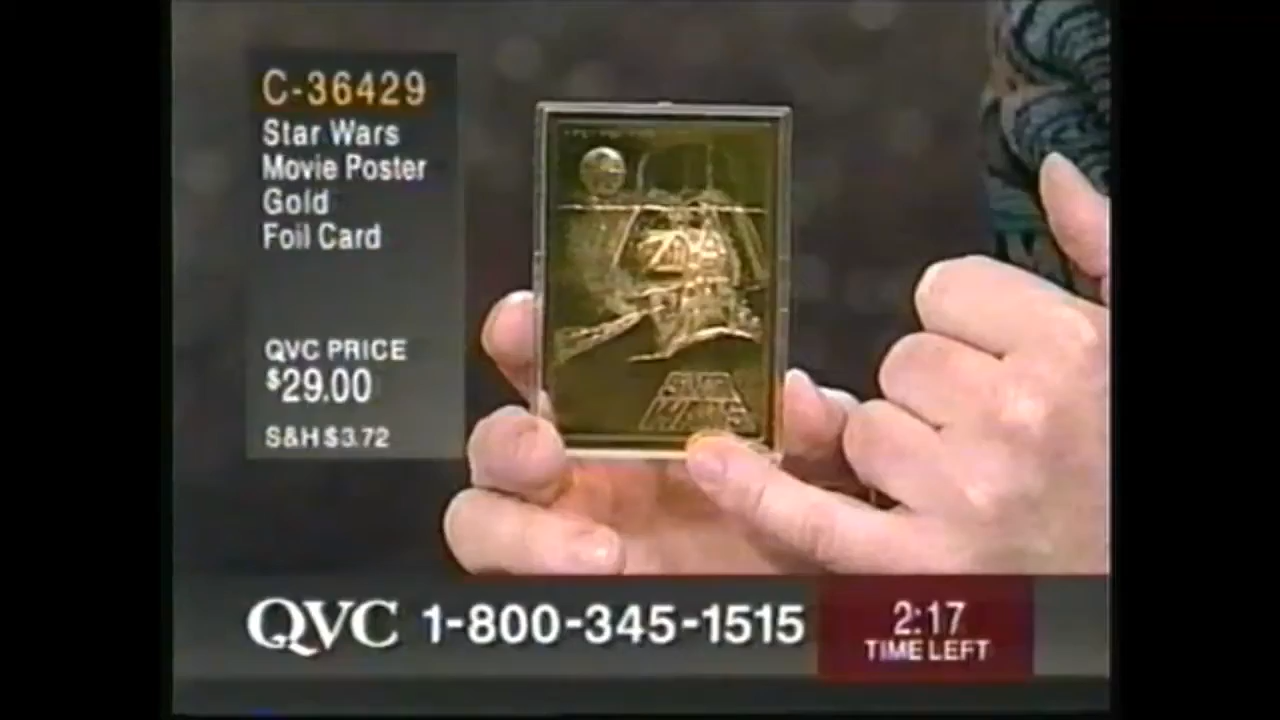 C-36429
Star Wars
Movie Poster
Gold
Foil Card
QVC PRICE
$29.00
S&H $3.72
STAR
WARS
QVC 1-800-345-1515
2:17
TIME LEFT